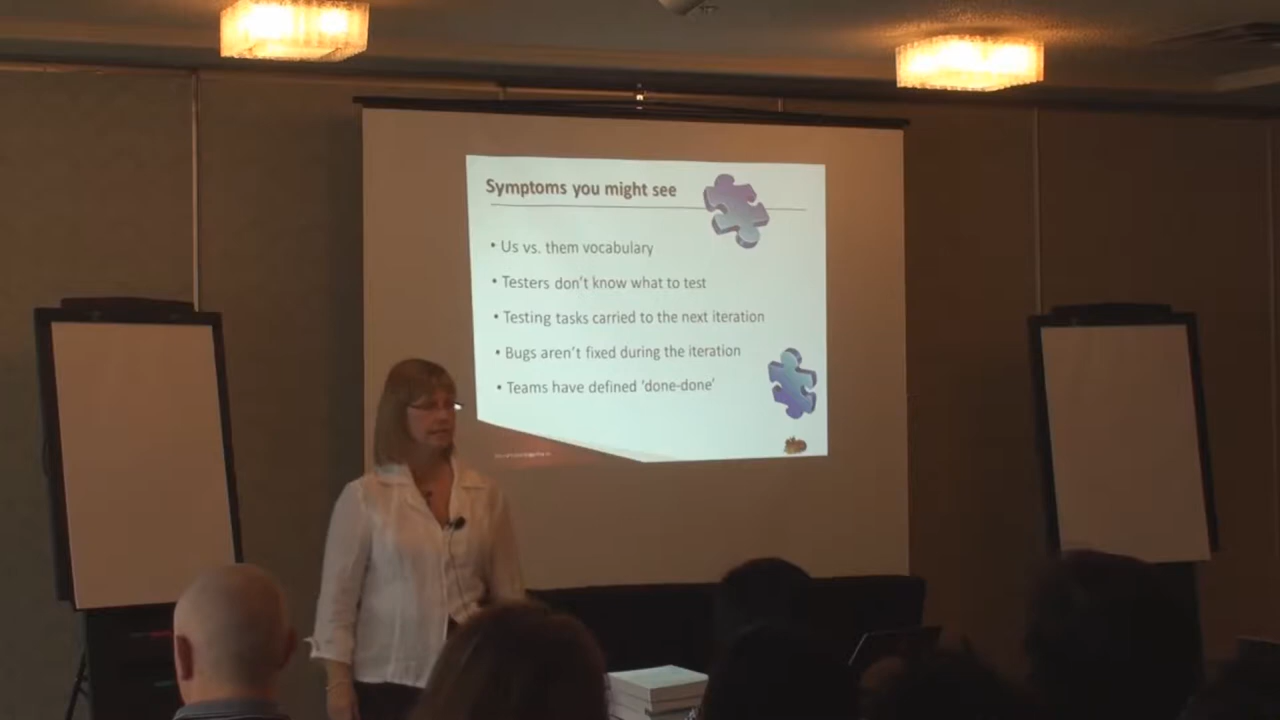 Symptoms you might see
• Us vs. them vocabulary
• Testers don't know what to test
• Testing tasks carried to the next iteration
• Bugs aren't fixed during the iteration
• Teams have defined 'done-done'